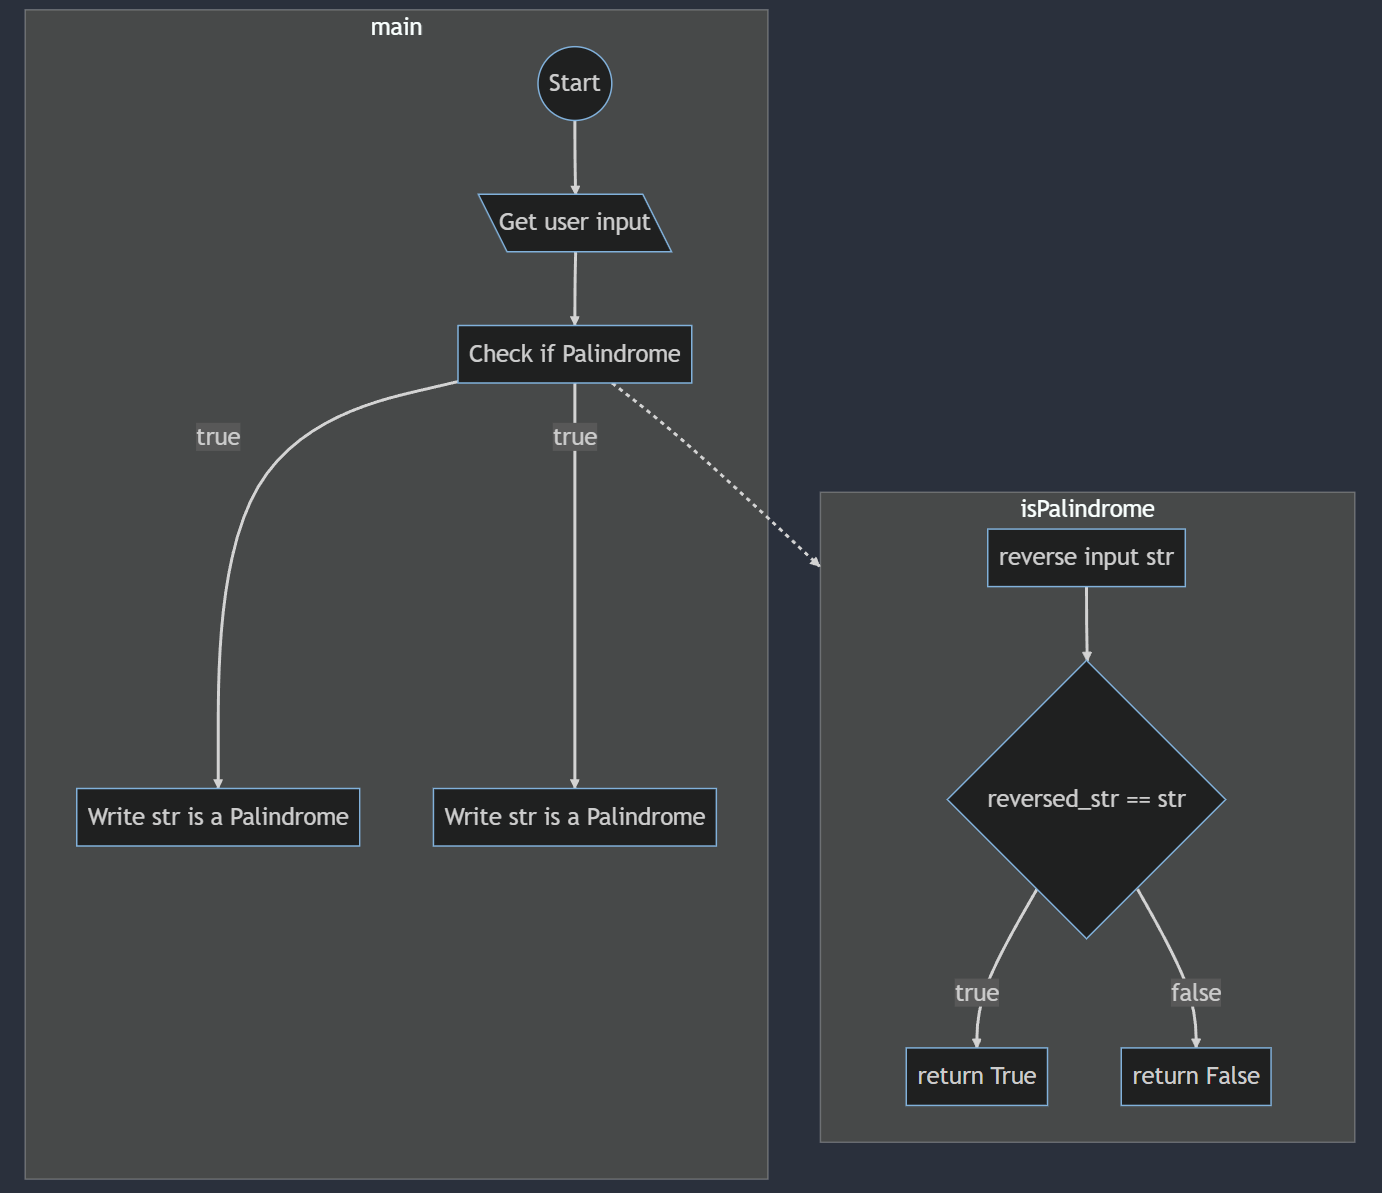 main
Start
Get user input
Check if Palindrome
true
true
Write str is a Palindrome
Write str is a Palindrome
isPalindrome
reverse input str
reversed_str == str
true
false
return True
return False